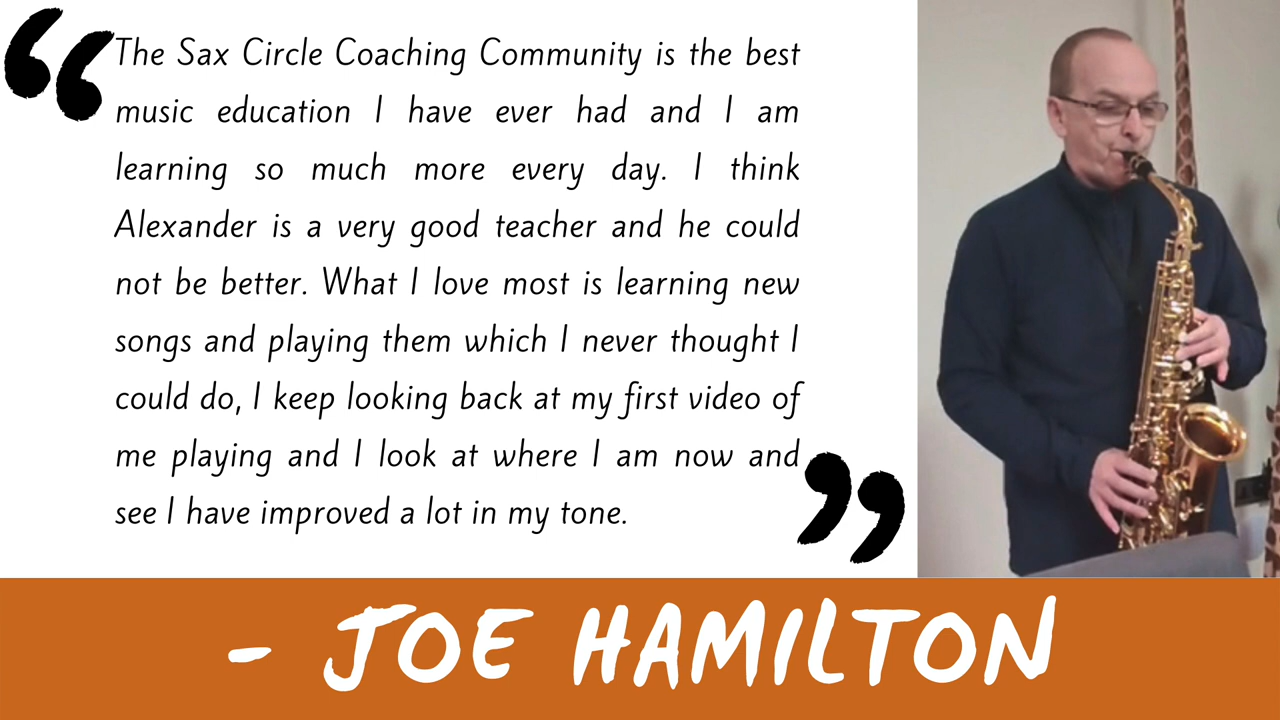 “The Sax Circle Coaching Community is the best
music education I have ever had and I am
learning so much more every day. I think
Alexander is a very good teacher and he could
not be better. What I love most is learning new
songs and playing them which I never thought I
could do, I keep looking back at my first video of
me playing and I look at where I am now and
see I have improved a lot in my tone.”
- JOE HAMILTON